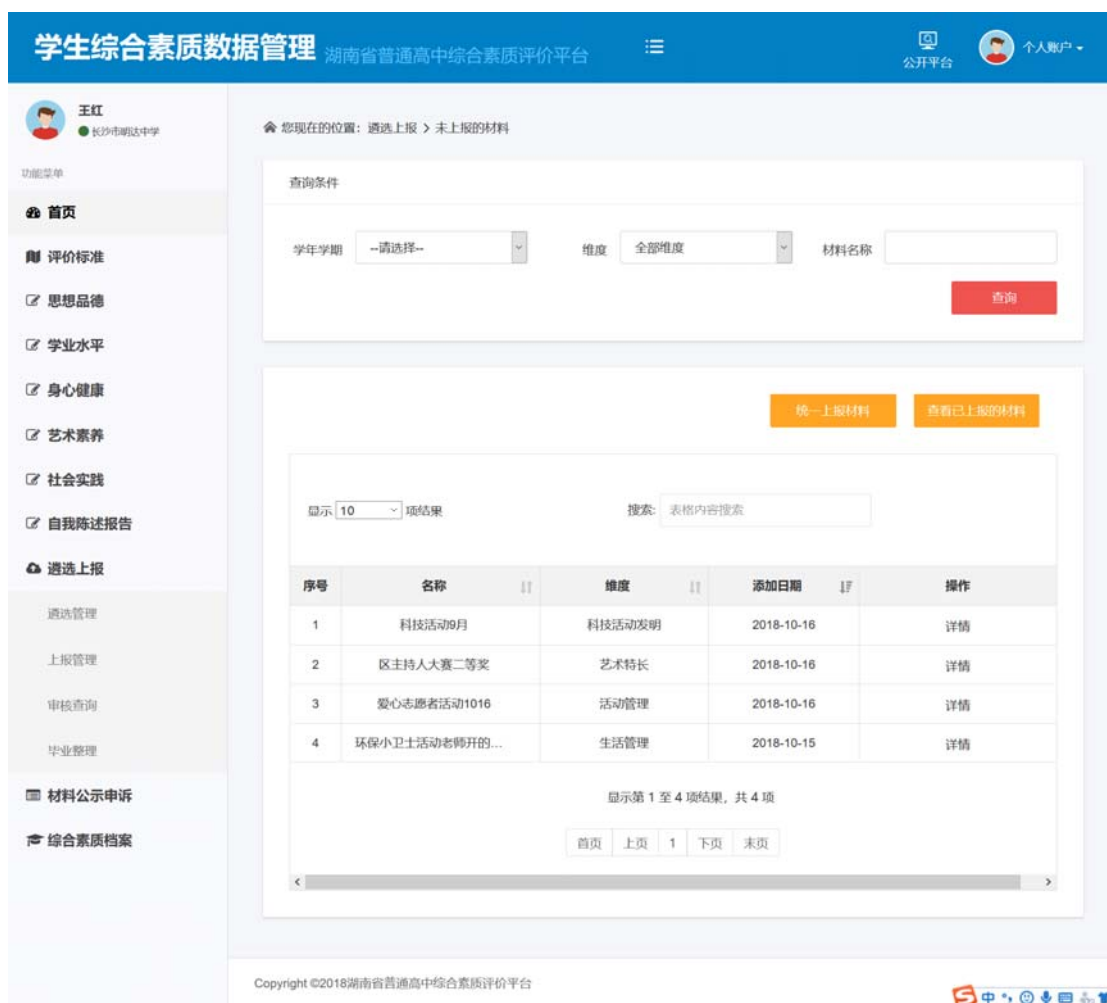 学生综合素质数据管理 湖南省普通高中综合素质评价平台
公开平台
个人账户
王红
长沙市明达中学
您现在的位置：遴选上报 > 未上报的材料
功能菜单
首页
评价标准
思想品德
学业水平
身心健康
艺术素养
社会实践
自我陈述报告
遴选上报
遴选管理
上报管理
审核查询
毕业整理
材料公示申诉
综合素质档案
查询条件
学年学期 --请选择-- 维度 全部维度 材料名称
查询
统一上报材料 查看已上报的材料
显示 10 项结果 搜索: 表格内容搜索
序号 名称 维度 添加日期 操作
1 科技活动9月 科技活动发明 2018-10-16 详情
2 区主持人大赛二等奖 艺术特长 2018-10-16 详情
3 爱心志愿者活动1016 活动管理 2018-10-16 详情
4 环保小卫士活动老师开的... 生活管理 2018-10-15 详情
显示第 1 至 4 项结果，共 4 项
首页 上页 1 下页 末页
Copyright ©2018湖南省普通高中综合素质评价平台
中